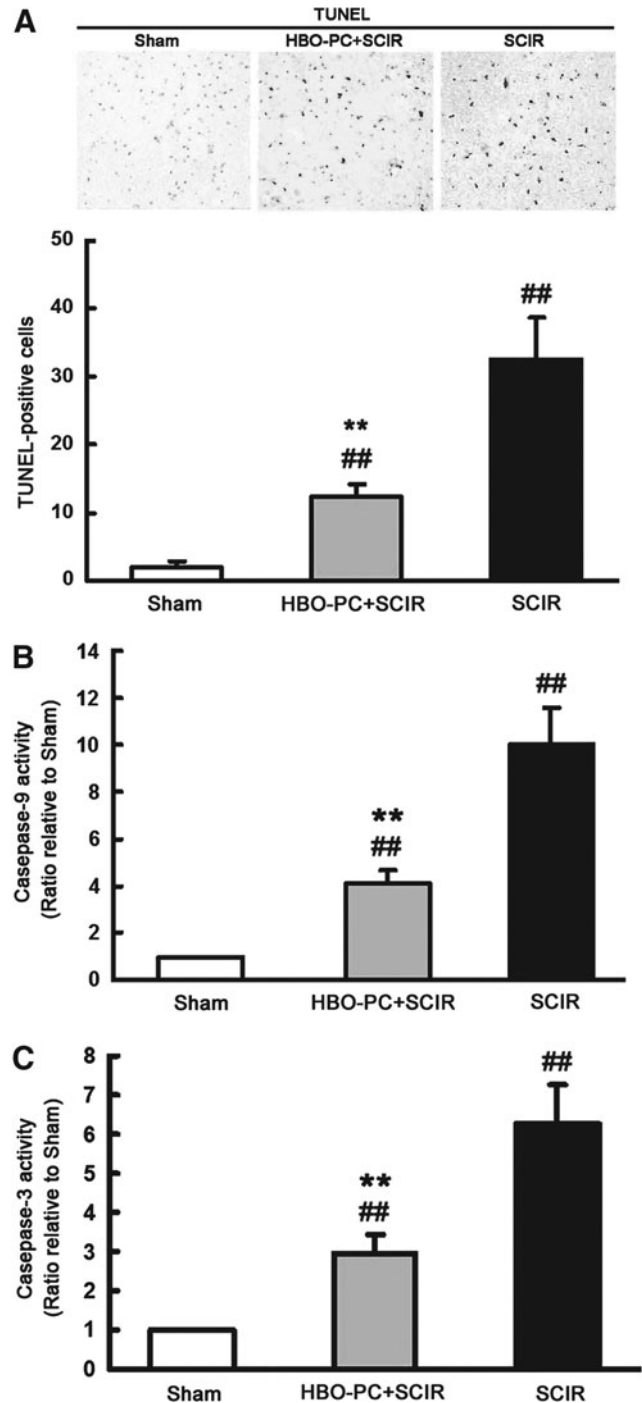 A
TUNEL
Sham HBO-PC+SCIR SCIR
TUNEL-positive cells
50
40
30
20
10
0
##
**
##
Sham HBO-PC+SCIR SCIR
B
Casepase-9 activity
(Ratio relative to Sham)
14
12
10
8
6
4
2
0
##
**
##
Sham HBO-PC+SCIR SCIR
C
Casepase-3 activity
(Ratio relative to Sham)
8
7
6
5
4
3
2
1
0
##
**
##
Sham HBO-PC+SCIR SCIR